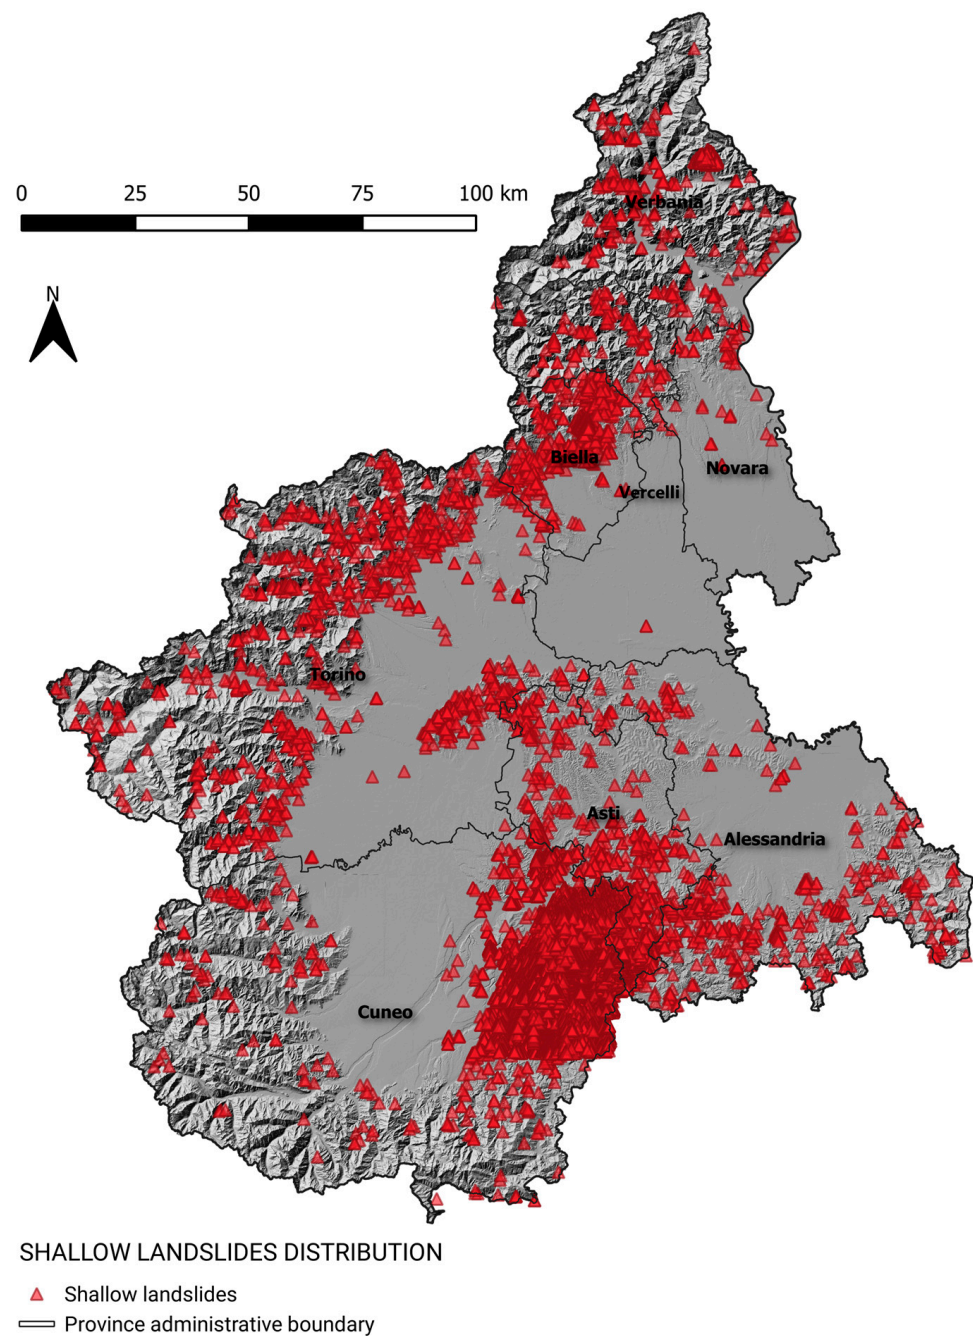 0 25 50 75 100 km
N
Verbania
Biella
Vercelli
Novara
Torino
Asti
Alessandria
Cuneo
SHALLOW LANDSLIDES DISTRIBUTION
Shallow landslides
Province administrative boundary